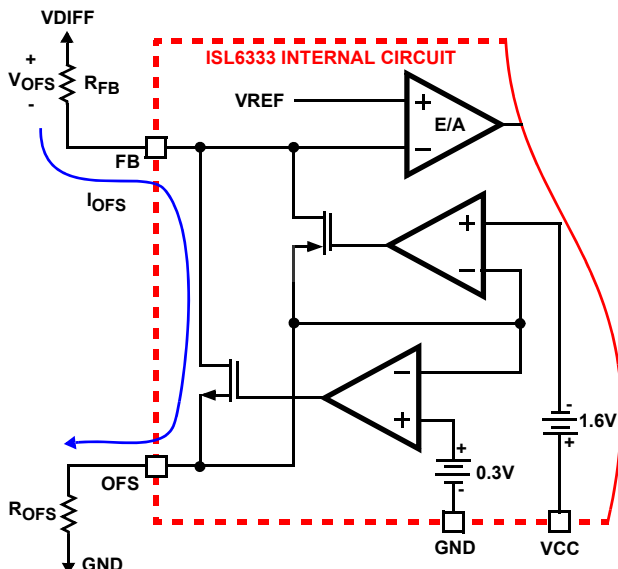 VDIFF
ISL6333 INTERNAL CIRCUIT
+
VOFS
-
RFB
VREF
+
E/A
−
FB
IOFS
+
−
−
+
-
1.6V
+
+
0.3V
-
OFS
ROFS
GND
GND
VCC